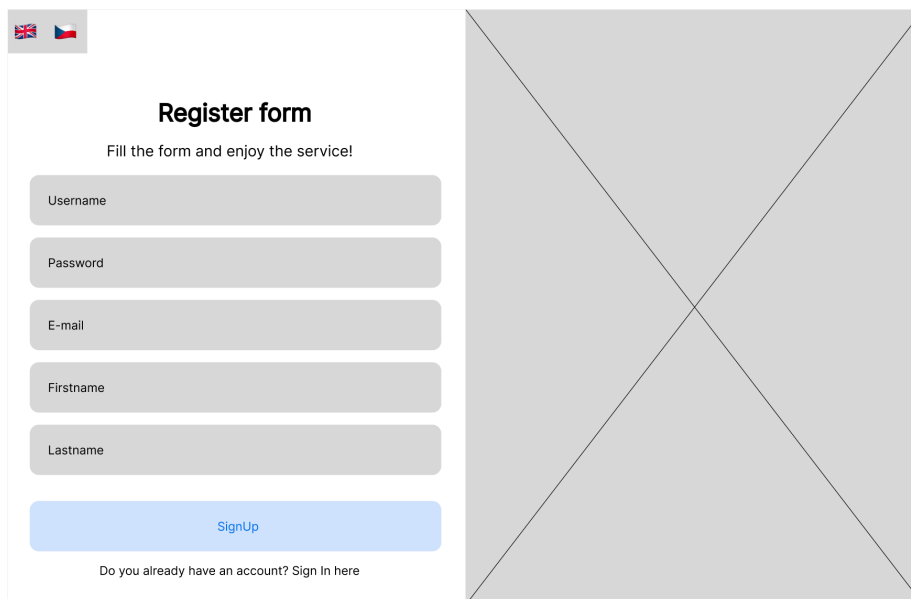 Register form
Fill the form and enjoy the service!
Username
Password
E-mail
Firstname
Lastname
SignUp
Do you already have an account? Sign In here